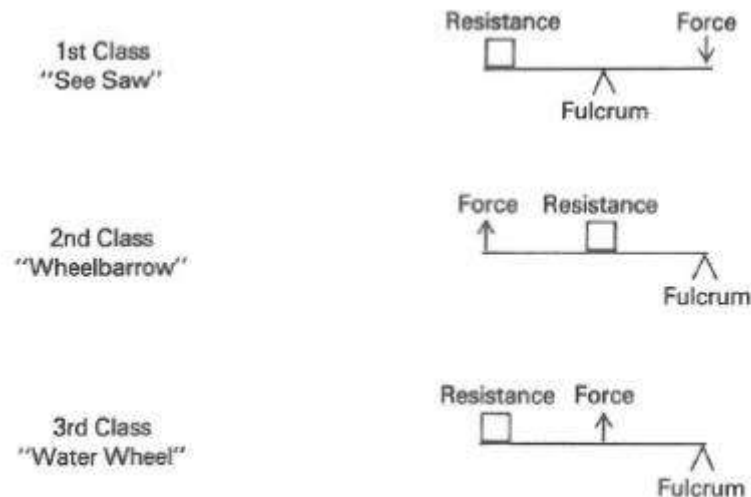 1st Class
"See Saw"
Resistance Force
Fulcrum
2nd Class
"Wheelbarrow"
Force Resistance
Fulcrum
3rd Class
"Water Wheel"
Resistance Force
Fulcrum